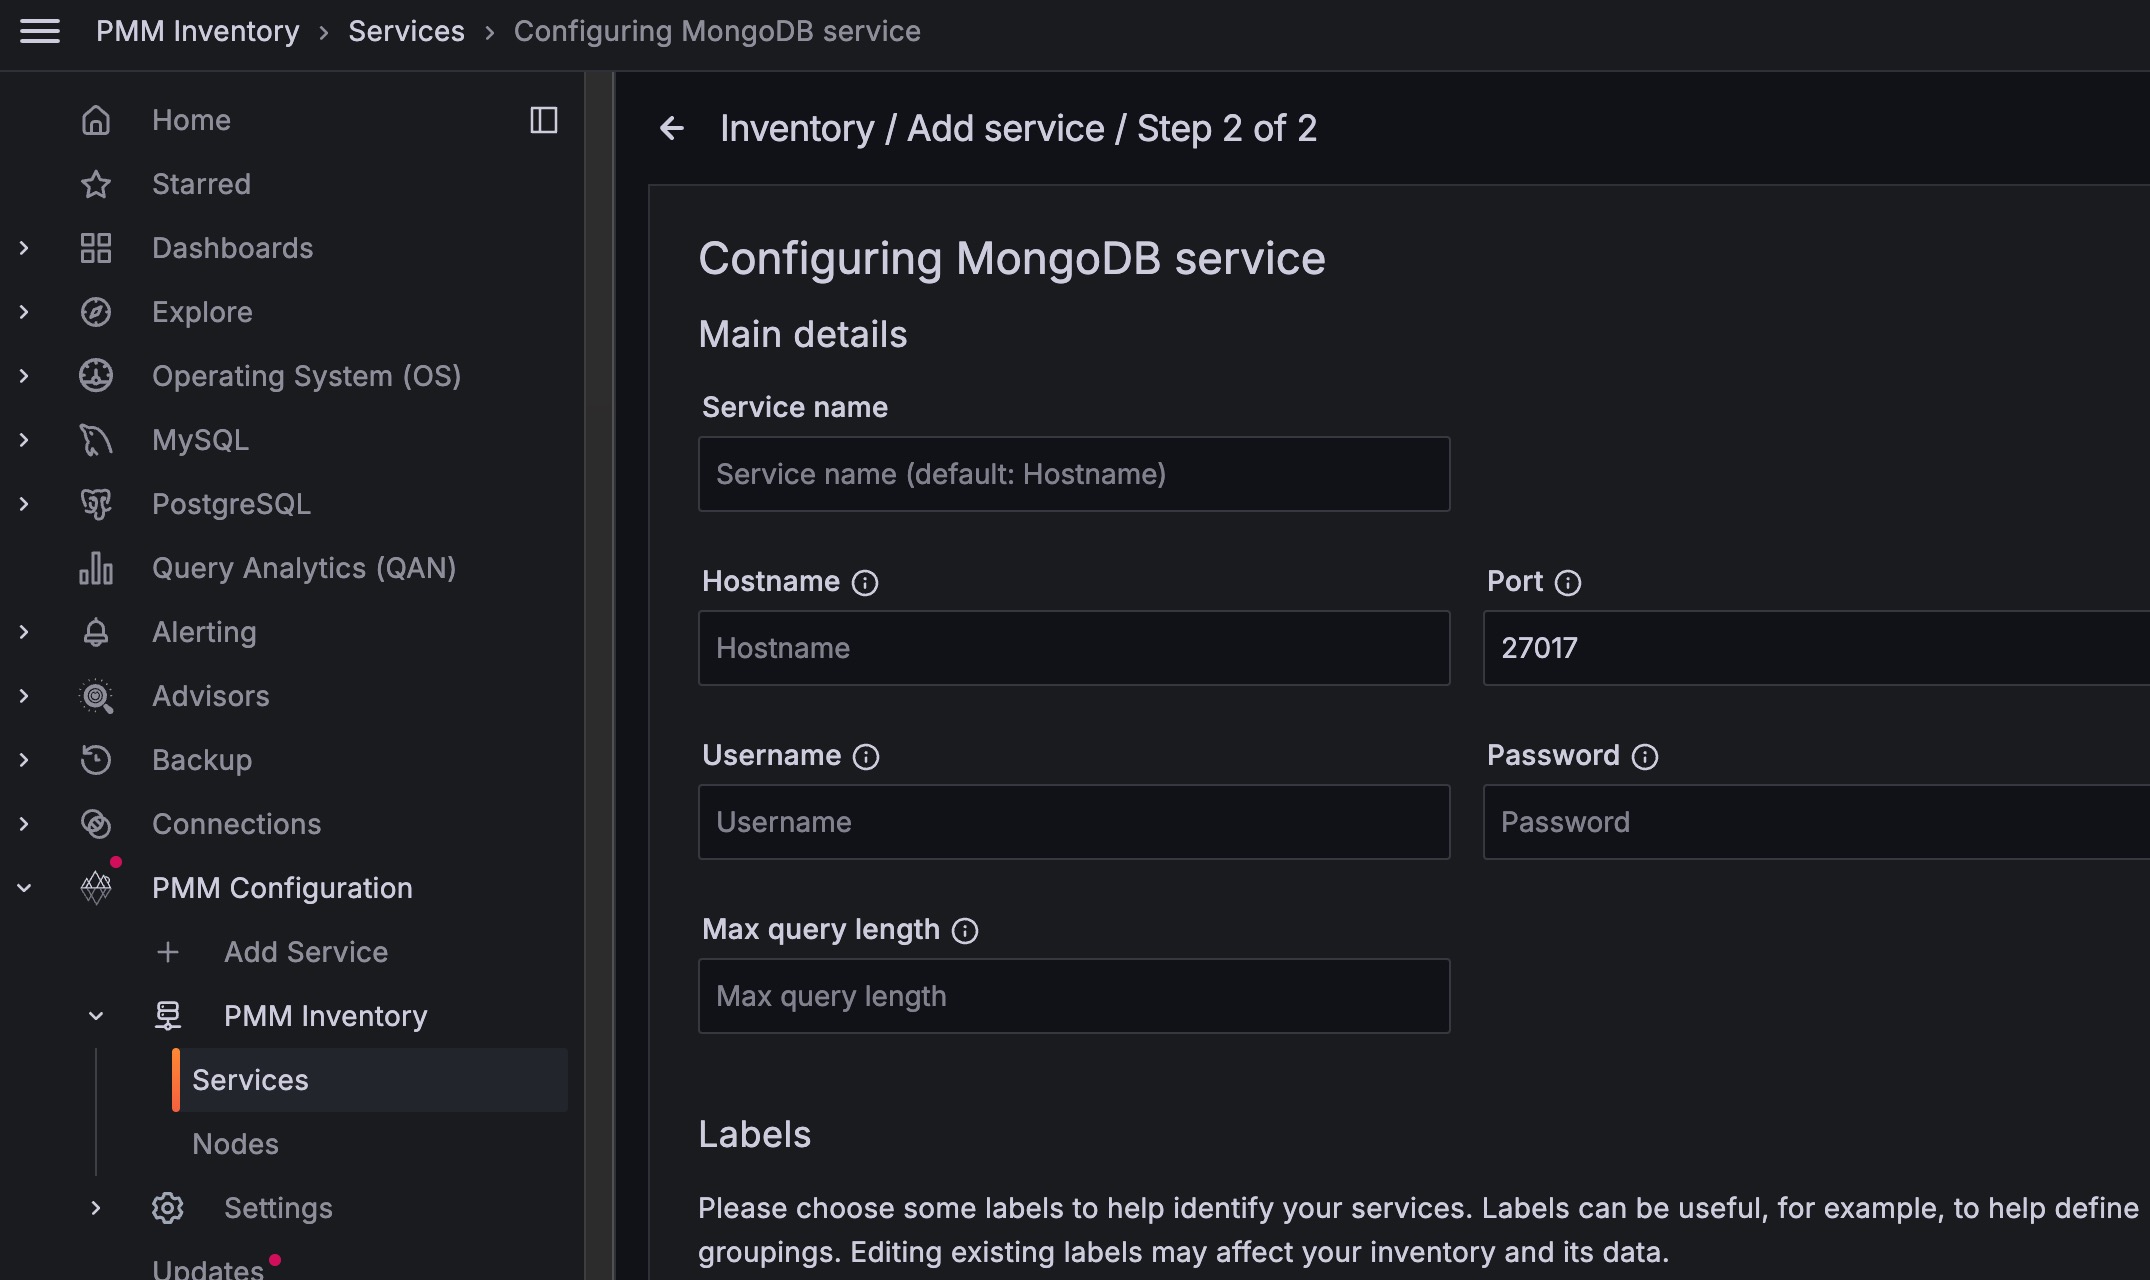 PMM Inventory › Services › Configuring MongoDB service
Home
Starred
Dashboards
Explore
Operating System (OS)
MySQL
PostgreSQL
Query Analytics (QAN)
Alerting
Advisors
Backup
Connections
PMM Configuration
Add Service
PMM Inventory
Services
Nodes
Settings
Updates
Inventory / Add service / Step 2 of 2
Configuring MongoDB service
Main details
Service name
Service name (default: Hostname)
Hostname Port
Hostname 27017
Username Password
Username Password
Max query length
Max query length
Labels
Please choose some labels to help identify your services. Labels can be useful, for example, to help define
groupings. Editing existing labels may affect your inventory and its data.